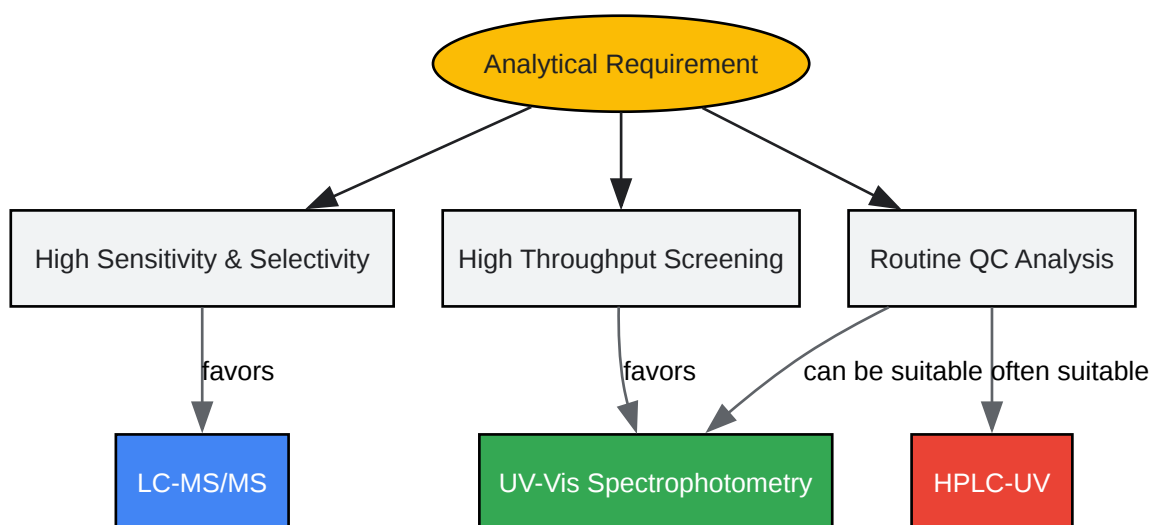 Analytical Requirement
High Sensitivity & Selectivity
High Throughput Screening
Routine QC Analysis
favors
favors
can be suitable
often suitable
LC-MS/MS
UV-Vis Spectrophotometry
HPLC-UV